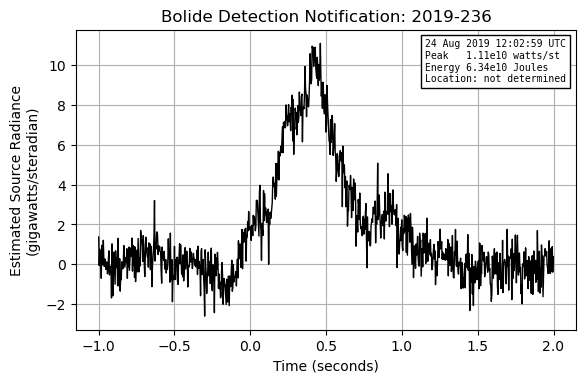 Bolide Detection Notification: 2019-236
24 Aug 2019 12:02:59 UTC
Peak 1.11e10 watts/st
Energy 6.34e10 Joules
Location: not determined
Estimated Source Radiance
(gigawatts/steradian)
10
8
6
4
2
0
−2
−1.0 −0.5 0.0 0.5 1.0 1.5 2.0
Time (seconds)